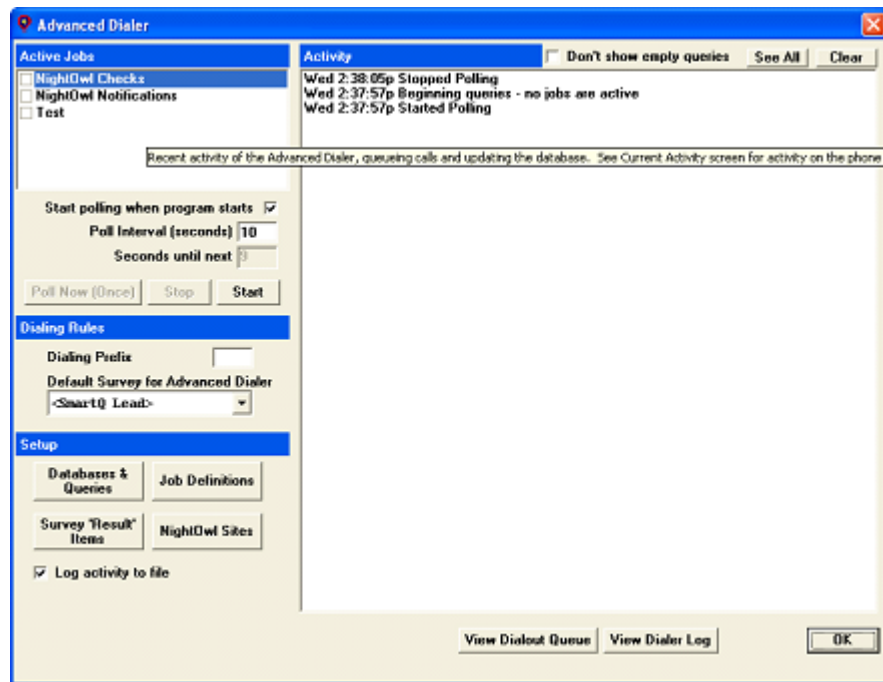 Advanced Dialer
Active Jobs
NightOwl Checks
NightOwl Notifications
Test
Activity
Don't show empty queries
See All
Clear
Wed 2:38:05p Stopped Polling
Wed 2:37:57p Beginning queries - no jobs are active
Wed 2:37:57p Started Polling
Recent activity of the Advanced Dialer, queueing calls and updating the database. See Current Activity screen for activity on the phone
Start polling when program starts
Poll Interval (seconds) 10
Seconds until next 9
Poll Now (Once)
Stop
Start
Dialing Rules
Dialing Prefix
Default Survey for Advanced Dialer
<SmartQ Lead>
Setup
Databases &
Queries
Job Definitions
Survey 'Result'
Items
NightOwl Sites
Log activity to file
View Dialout Queue
View Dialer Log
OK